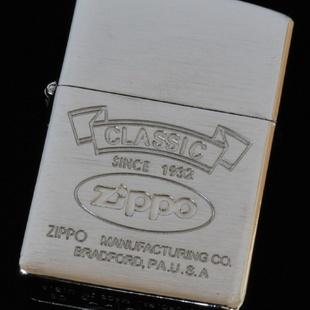 CLASSIC
SINCE 1932
Zippo
ZIPPO MANUFACTURING CO.
BRADFORD, PA. U.S.A